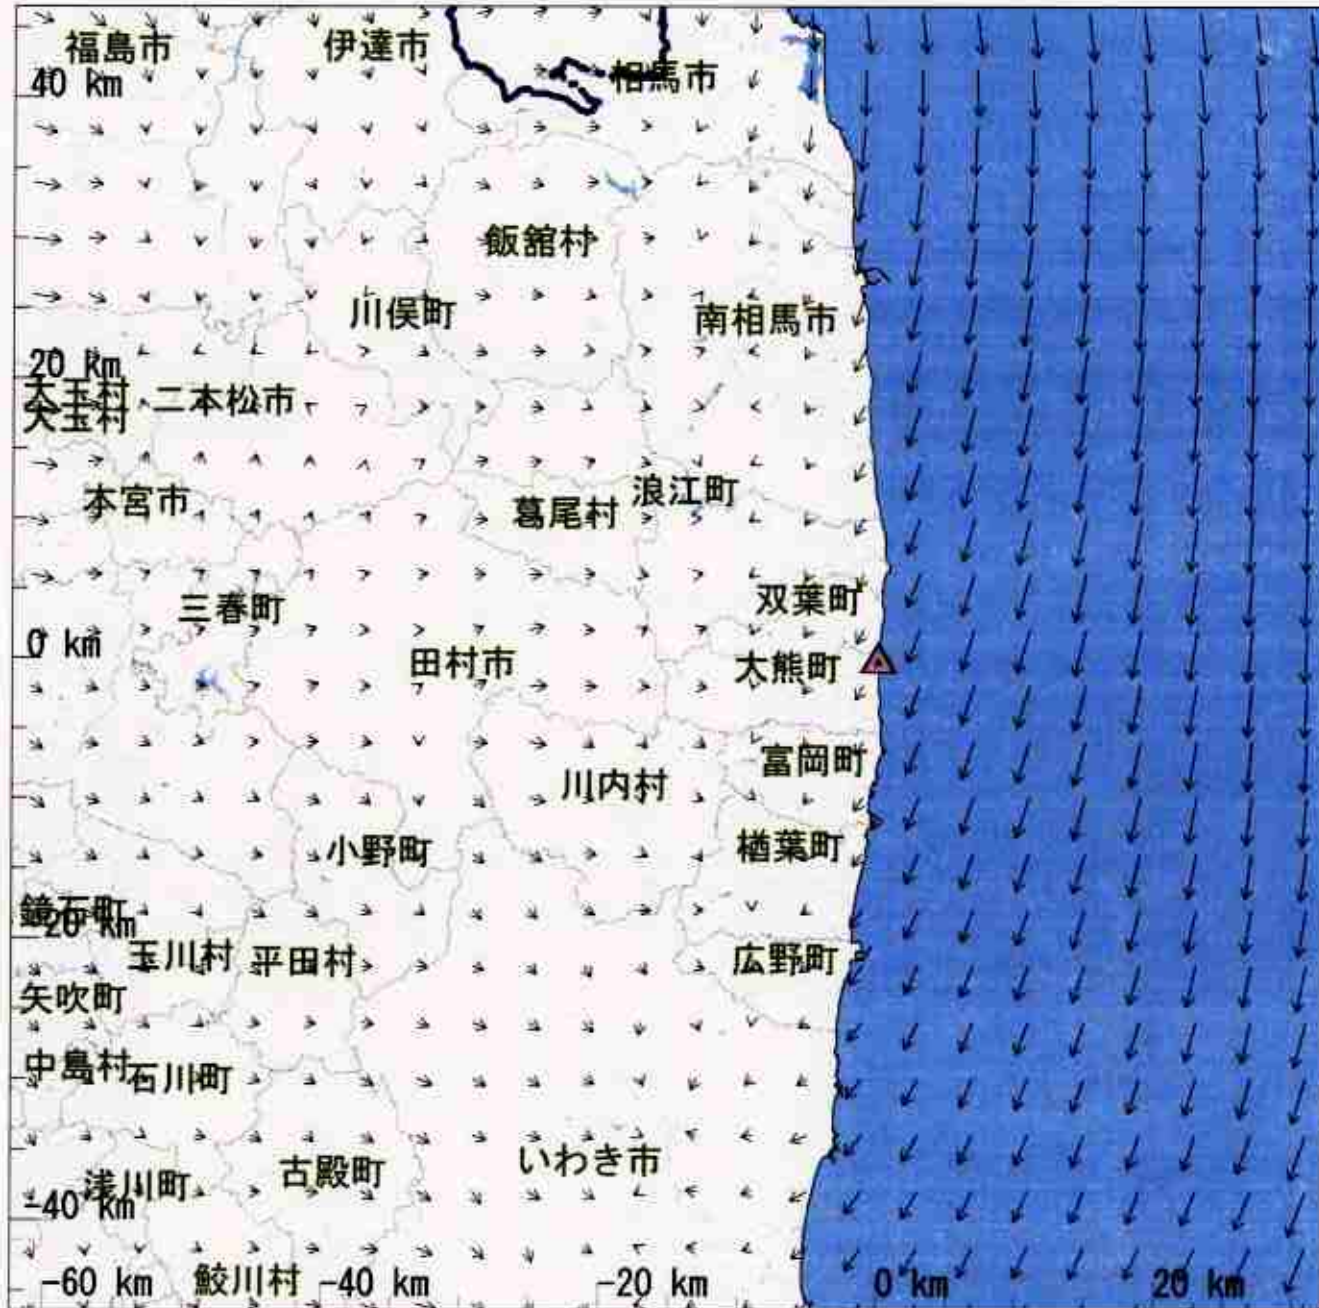 福島市
伊達市
相馬市
40 km
飯舘村
川俣町
南相馬市
20 km
大玉村
二本松市
大玉村
本宮市
葛尾村
浪江町
双葉町
三春町
0 km
田村市
大熊町
富岡町
川内村
小野町
楢葉町
鏡石町
-20 km
玉川村
平田村
広野町
矢吹町
中島村
石川町
いわき市
浅川町
古殿町
-40 km
鮫川村
-60 km
-40 km
-20 km
0 km
20 km